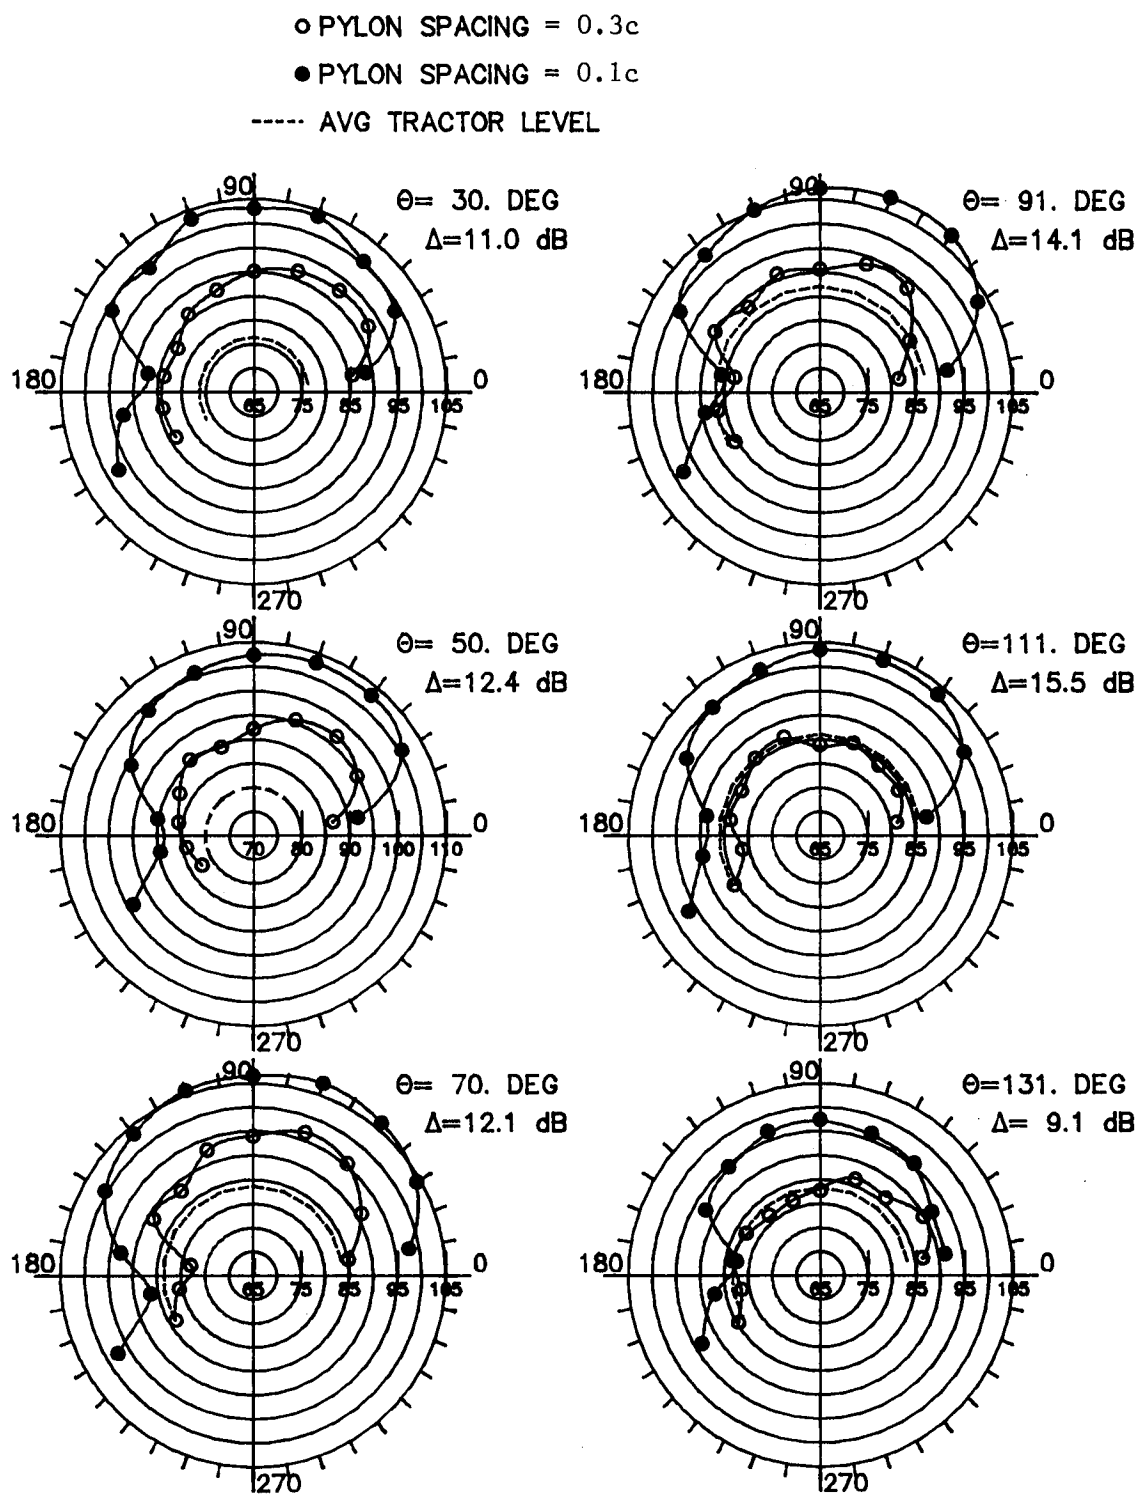 PYLON SPACING = 0.3c
PYLON SPACING = 0.1c
AVG TRACTOR LEVEL
90
Θ= 30. DEG
Δ=11.0 dB
180
0
65 75 85 95 105
270
90
Θ= 91. DEG
Δ=14.1 dB
180
0
65 75 85 95 105
270
90
Θ= 50. DEG
Δ=12.4 dB
180
0
70 80 90 100 110
270
90
Θ=111. DEG
Δ=15.5 dB
180
0
65 75 85 95 105
270
90
Θ= 70. DEG
Δ=12.1 dB
180
0
65 75 85 95 105
270
90
Θ=131. DEG
Δ= 9.1 dB
180
0
65 75 85 95 105
270